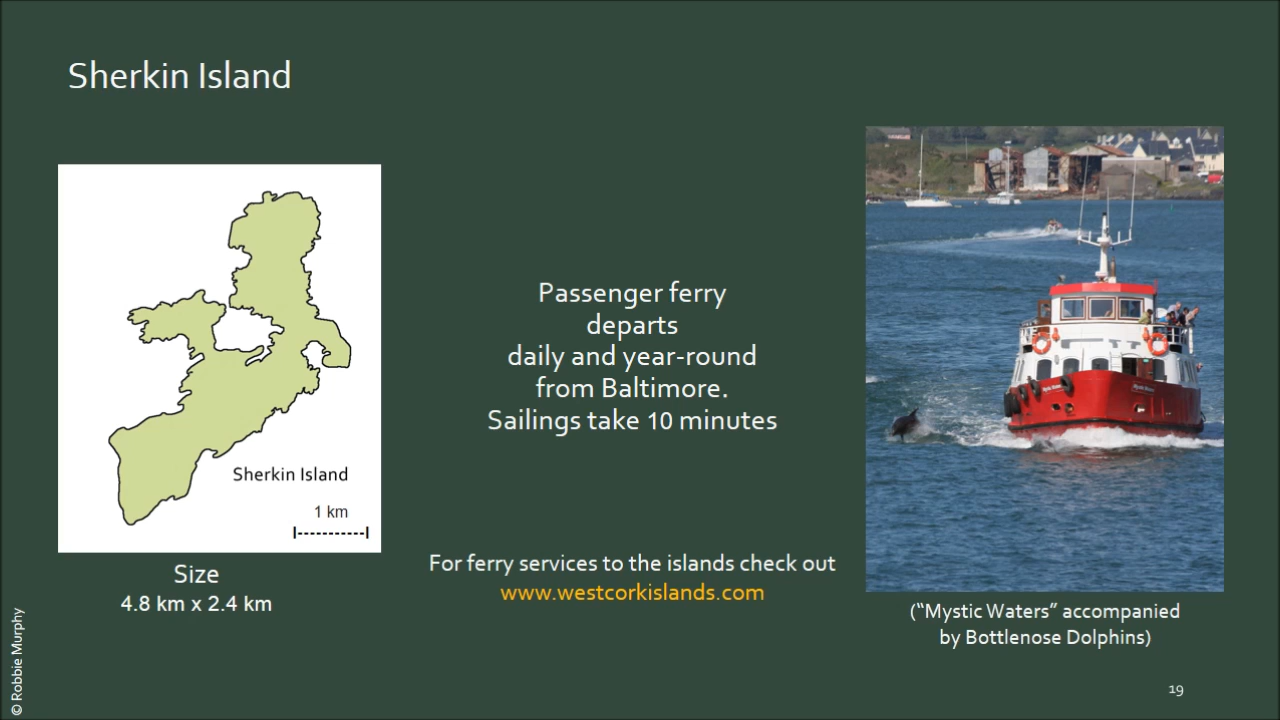 Sherkin Island
Sherkin Island
1 km
Size
4.8 km x 2.4 km
Passenger ferry
departs
daily and year-round
from Baltimore.
Sailings take 10 minutes
For ferry services to the islands check out
www.westcorkislands.com
(“Mystic Waters” accompanied
by Bottlenose Dolphins)
© Robbie Murphy
19